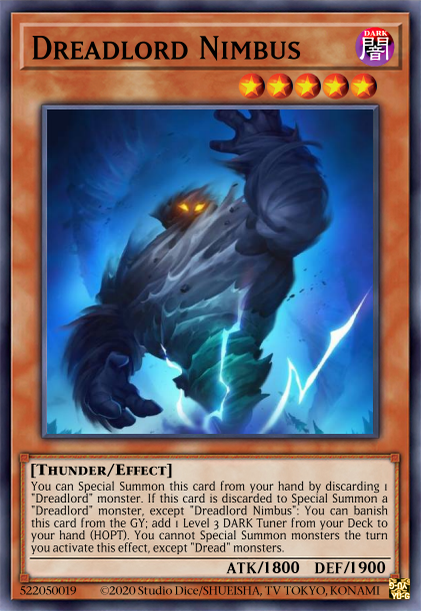 DREADLORD NIMBUS
DARK
闇
[THUNDER/EFFECT]
You can Special Summon this card from your hand by discarding 1
"Dreadlord" monster. If this card is discarded to Special Summon a
"Dreadlord" monster, except "Dreadlord Nimbus": You can banish
this card from the GY; add 1 Level 3 DARK Tuner from your Deck to
your hand (HOPT). You cannot Special Summon monsters the turn
you activate this effect, except "Dread" monsters.
ATK/1800 DEF/1900
522050019 ©2020 Studio Dice/SHUEISHA, TV TOKYO, KONAMI